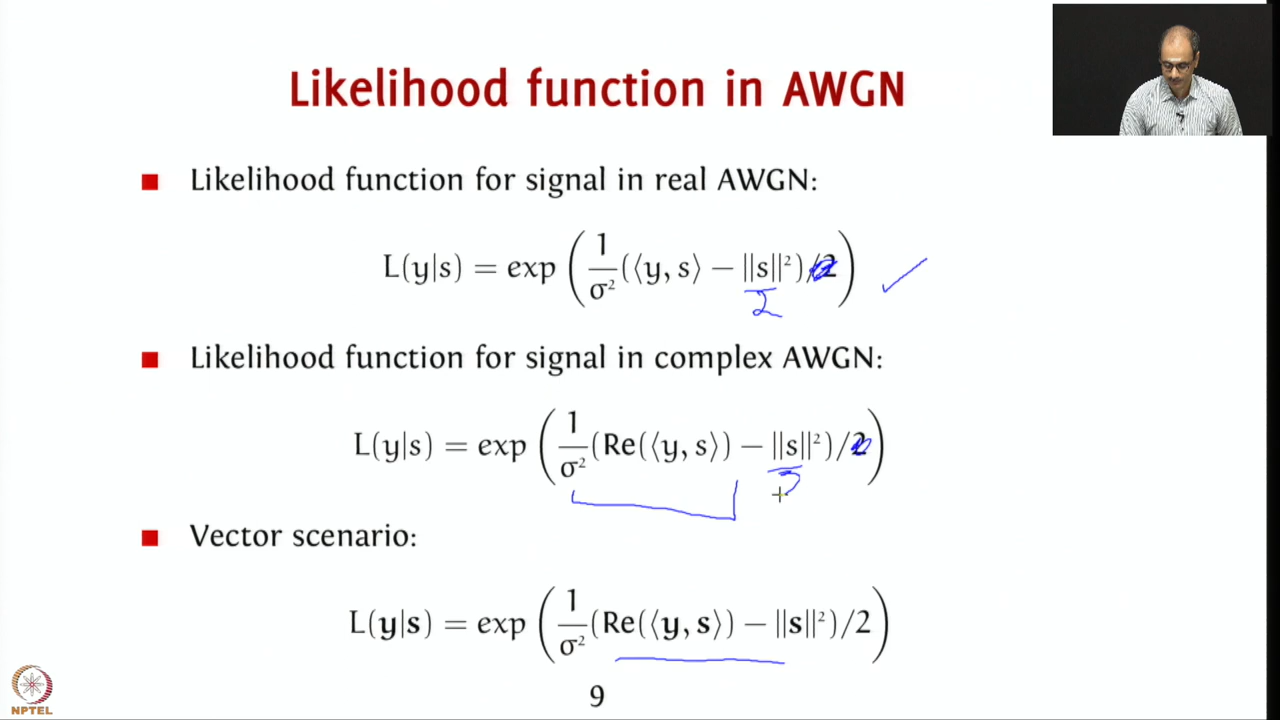 Likelihood function in AWGN
Likelihood function for signal in real AWGN:
L(y|s) = exp ( 1/σ² (⟨y, s⟩ − ||s||²)/2 )
2
Likelihood function for signal in complex AWGN:
L(y|s) = exp ( 1/σ² (Re(⟨y, s⟩) − ||s||²)/2 )
Vector scenario:
L(y|s) = exp ( 1/σ² (Re(⟨y, s⟩) − ||s||²)/2 )
9
NPTEL